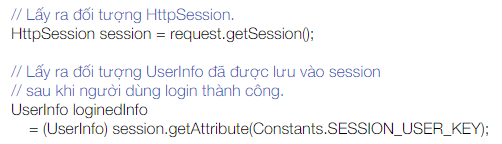 // Lấy ra đối tượng HttpSession.
HttpSession session = request.getSession();
// Lấy ra đối tượng UserInfo đã được lưu vào session
// sau khi người dùng login thành công.
UserInfo loginedInfo
= (UserInfo) session.getAttribute(Constants.SESSION_USER_KEY);